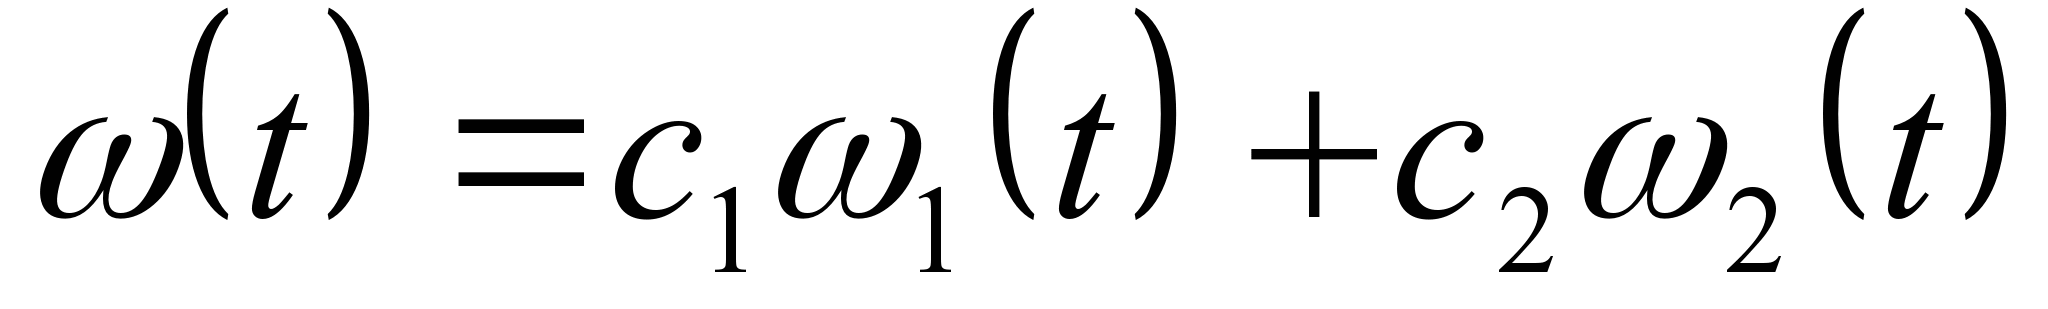 ω(t) = c₁ω₁(t) + c₂ω₂(t)